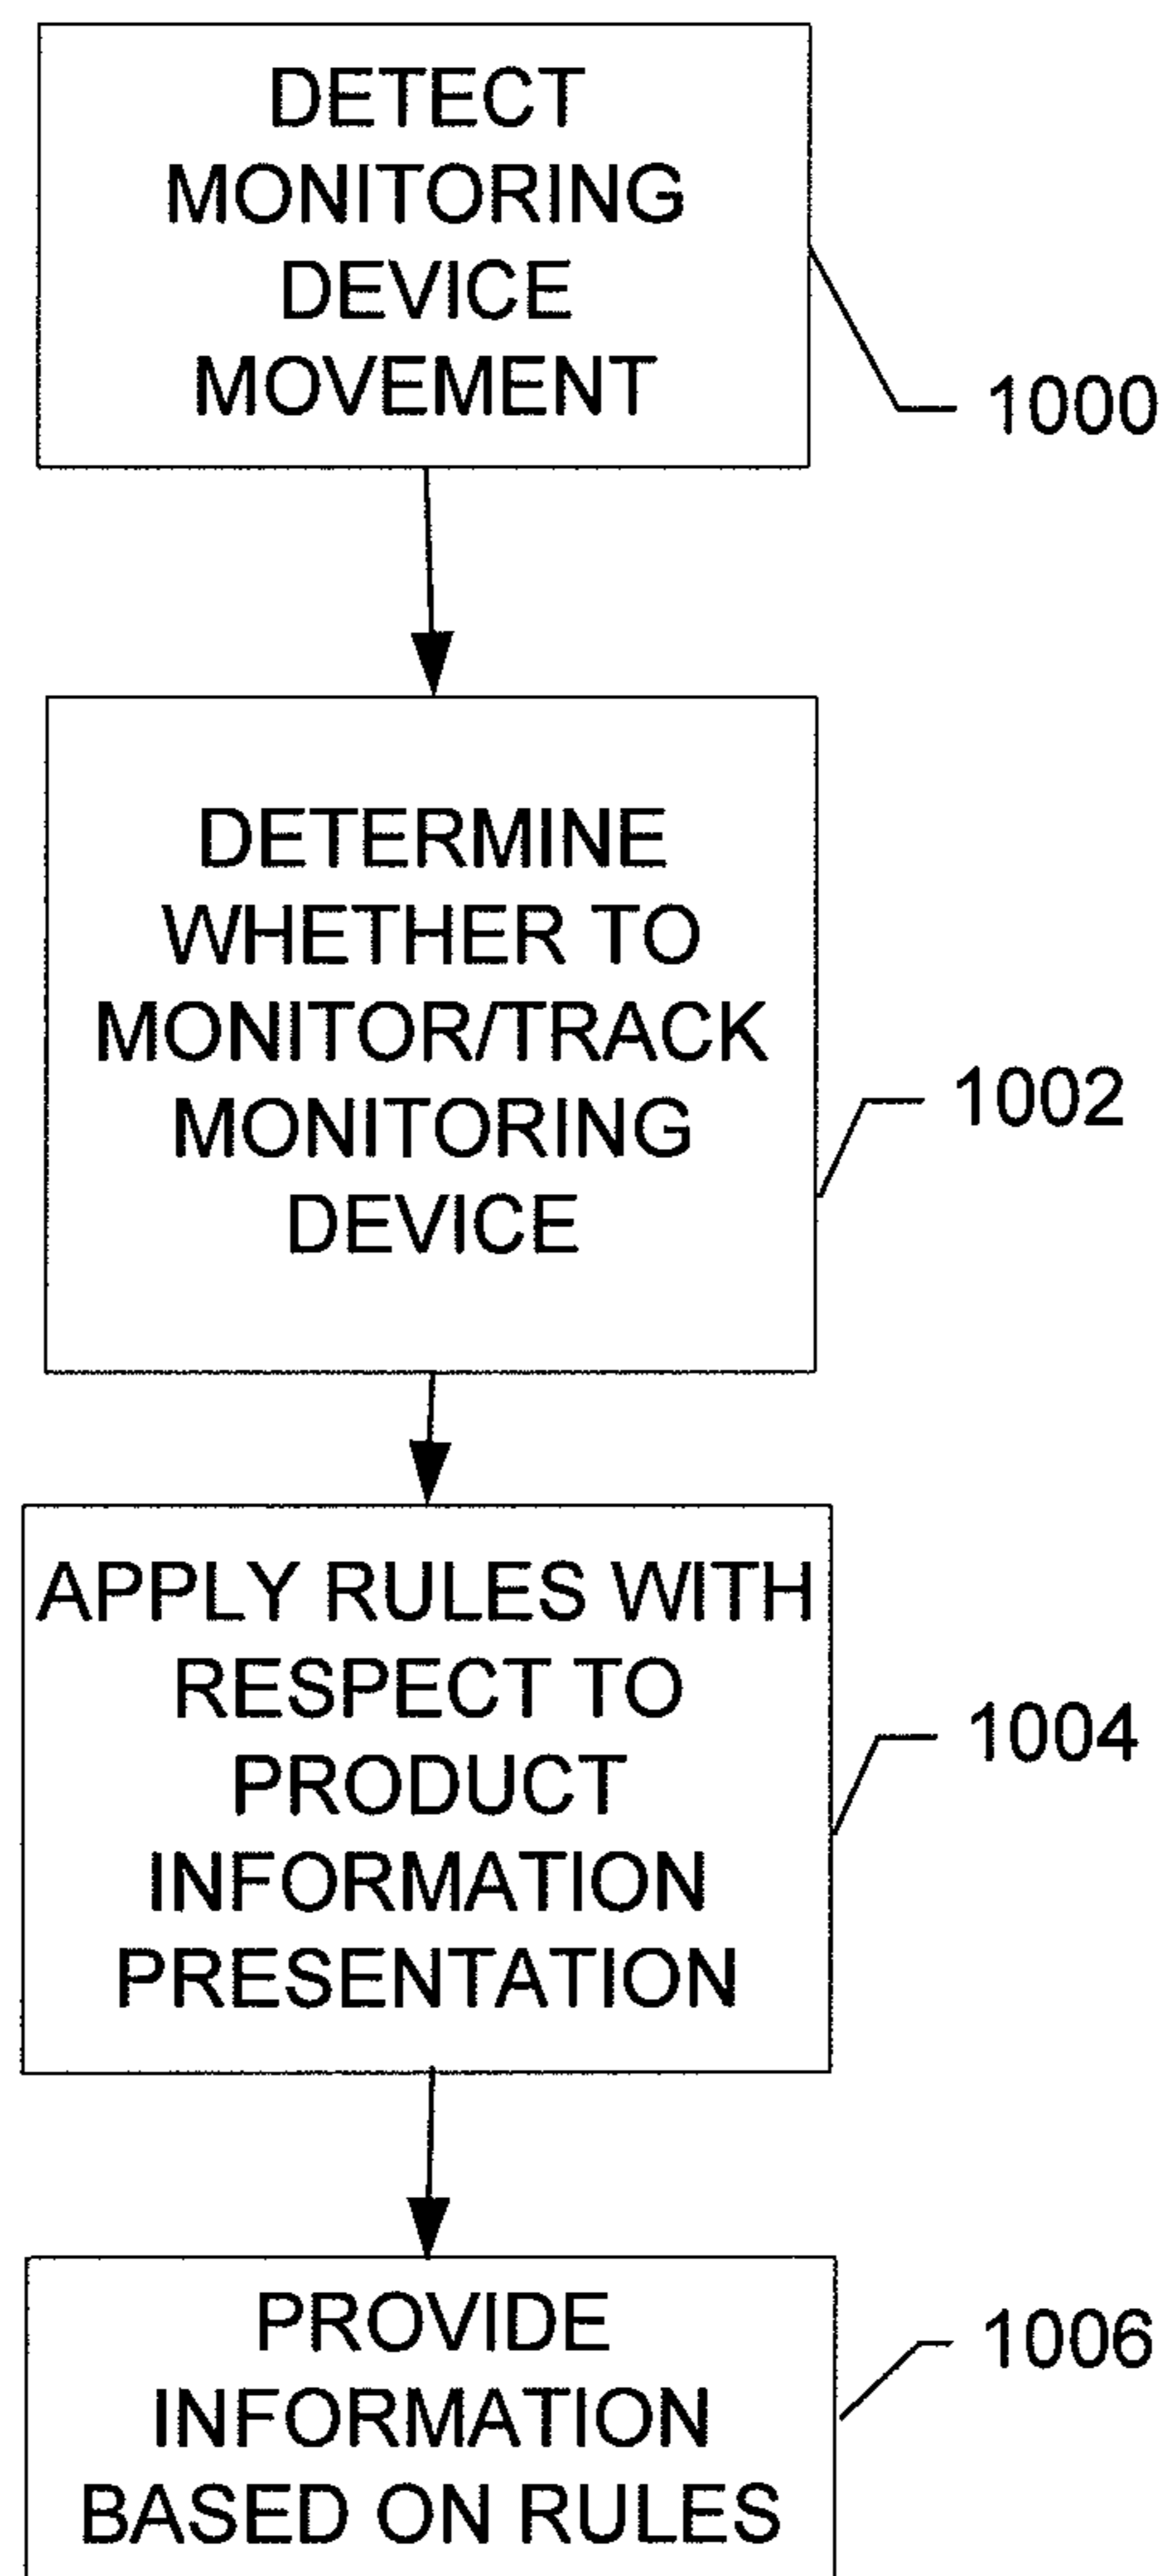 DETECT
MONITORING
DEVICE
MOVEMENT
1000
DETERMINE
WHETHER TO
MONITOR/TRACK
MONITORING
DEVICE
1002
APPLY RULES WITH
RESPECT TO
PRODUCT
INFORMATION
PRESENTATION
1004
PROVIDE
INFORMATION
BASED ON RULES
1006